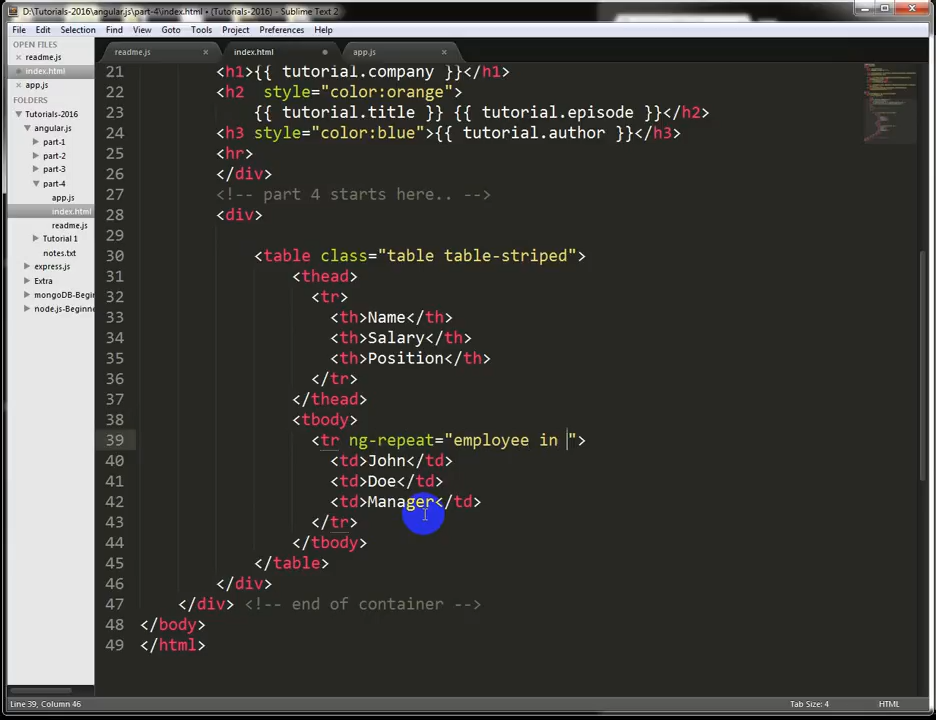 D:\Tutorials-2016\angular.js\part-4\index.html • (Tutorials-2016) - Sublime Text 2
File Edit Selection Find View Goto Tools Project Preferences Help
OPEN FILES
readme.js
index.html
app.js
FOLDERS
Tutorials-2016
angular.js
part-1
part-2
part-3
part-4
app.js
index.html
readme.js
Tutorial 1
notes.txt
express.js
Extra
mongoDB-Begin
node.js-Beginne
readme.js index.html app.js
21 <h1>{{ tutorial.company }}</h1>
22 <h2 style="color:orange">
23 {{ tutorial.title }} {{ tutorial.episode }}</h2>
24 <h3 style="color:blue">{{ tutorial.author }}</h3>
25 <hr>
26 </div>
27 <!-- part 4 starts here.. -->
28 <div>
29
30 <table class="table table-striped">
31 <thead>
32 <tr>
33 <th>Name</th>
34 <th>Salary</th>
35 <th>Position</th>
36 </tr>
37 </thead>
38 <tbody>
39 <tr ng-repeat="employee in ">
40 <td>John</td>
41 <td>Doe</td>
42 <td>Manager</td>
43 </tr>
44 </tbody>
45 </table>
46 </div>
47 </div> <!-- end of container -->
48 </body>
49 </html>
Line 39, Column 46 Tab Size: 4 HTML